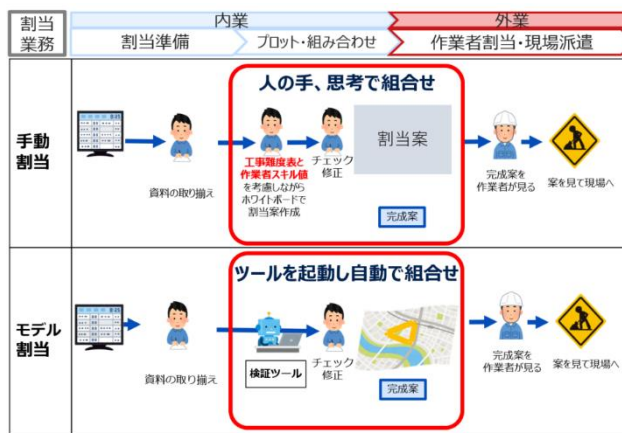 割当
業務
内業
外業
割当準備
プロット・組み合わせ
作業者割当・現場派遣
手動
割当
人の手、思考で組合せ
資料の取り揃え
工事難度表と
作業者スキル値
を考慮しながら
ホワイトボードで
割当案作成
チェック
修正
割当案
完成案
完成案を
作業者が見る
案を見て現場へ
モデル
割当
ツールを起動し自動で組合せ
資料の取り揃え
検証ツール
チェック
修正
完成案
完成案を
作業者が見る
案を見て現場へ